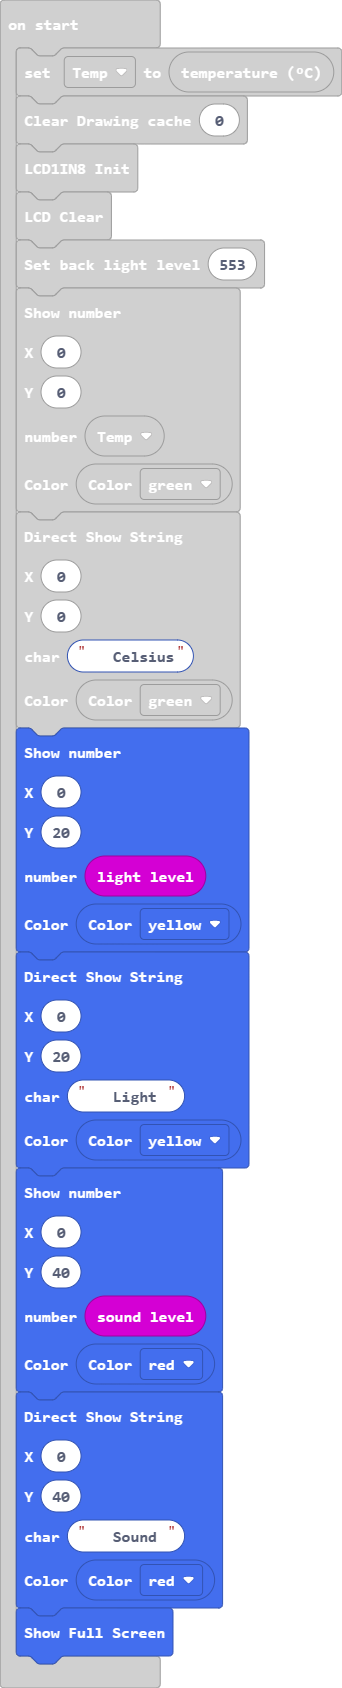 on start
set Temp to temperature (°C)
Clear Drawing cache 0
LCD1IN8 Init
LCD Clear
Set back light level 553
Show number
X 0
Y 0
number Temp
Color Color green
Direct Show String
X 0
Y 0
char "   Celsius"
Color Color green
Show number
X 0
Y 20
number light level
Color Color yellow
Direct Show String
X 0
Y 20
char "   Light "
Color Color yellow
Show number
X 0
Y 40
number sound level
Color Color red
Direct Show String
X 0
Y 40
char "   Sound "
Color Color red
Show Full Screen